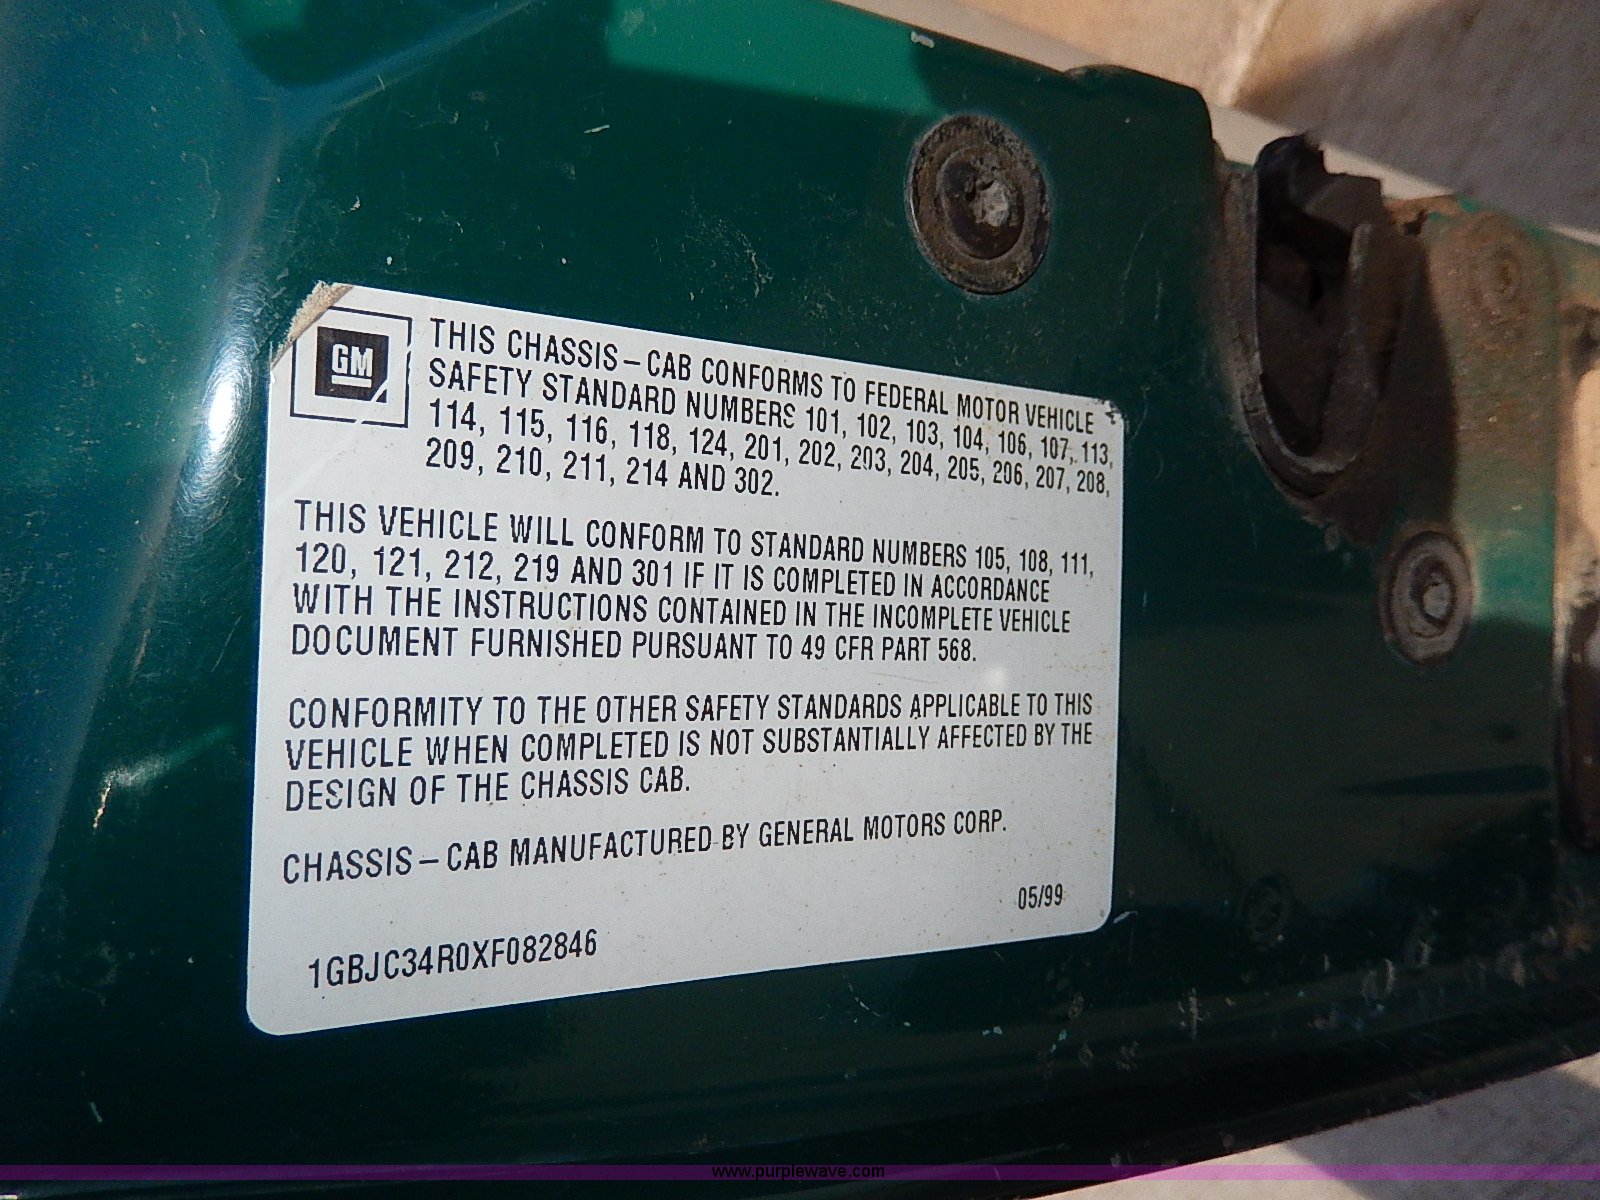 GM
THIS CHASSIS – CAB CONFORMS TO FEDERAL MOTOR VEHICLE
SAFETY STANDARD NUMBERS 101, 102, 103, 104, 106, 107, 113,
114, 115, 116, 118, 124, 201, 202, 203, 204, 205, 206, 207, 208,
209, 210, 211, 214 AND 302.
THIS VEHICLE WILL CONFORM TO STANDARD NUMBERS 105, 108, 111,
120, 121, 212, 219 AND 301 IF IT IS COMPLETED IN ACCORDANCE
WITH THE INSTRUCTIONS CONTAINED IN THE INCOMPLETE VEHICLE
DOCUMENT FURNISHED PURSUANT TO 49 CFR PART 568.
CONFORMITY TO THE OTHER SAFETY STANDARDS APPLICABLE TO THIS
VEHICLE WHEN COMPLETED IS NOT SUBSTANTIALLY AFFECTED BY THE
DESIGN OF THE CHASSIS CAB.
CHASSIS – CAB MANUFACTURED BY GENERAL MOTORS CORP.
05/99
1GBJC34R0XF082846
www.purplewave.com